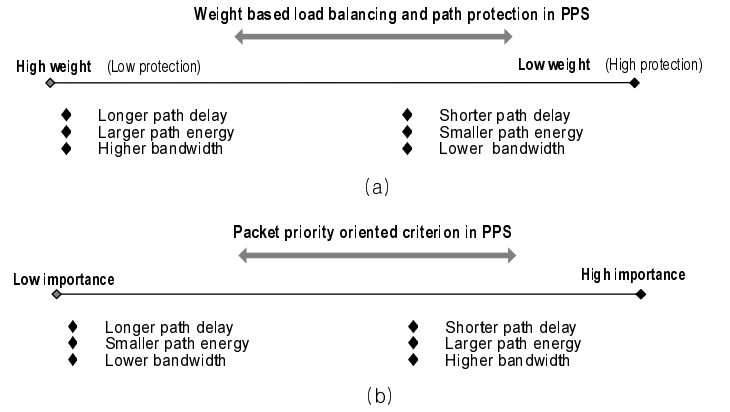 Weight based load balancing and path protection in PPS
High weight (Low protection)
Low weight (High protection)
Longer path delay
Larger path energy
Higher bandwidth
Shorter path delay
Smaller path energy
Lower bandwidth
(a)
Packet priority oriented criterion in PPS
Low importance
High importance
Longer path delay
Smaller path energy
Lower bandwidth
Shorter path delay
Larger path energy
Higher bandwidth
(b)